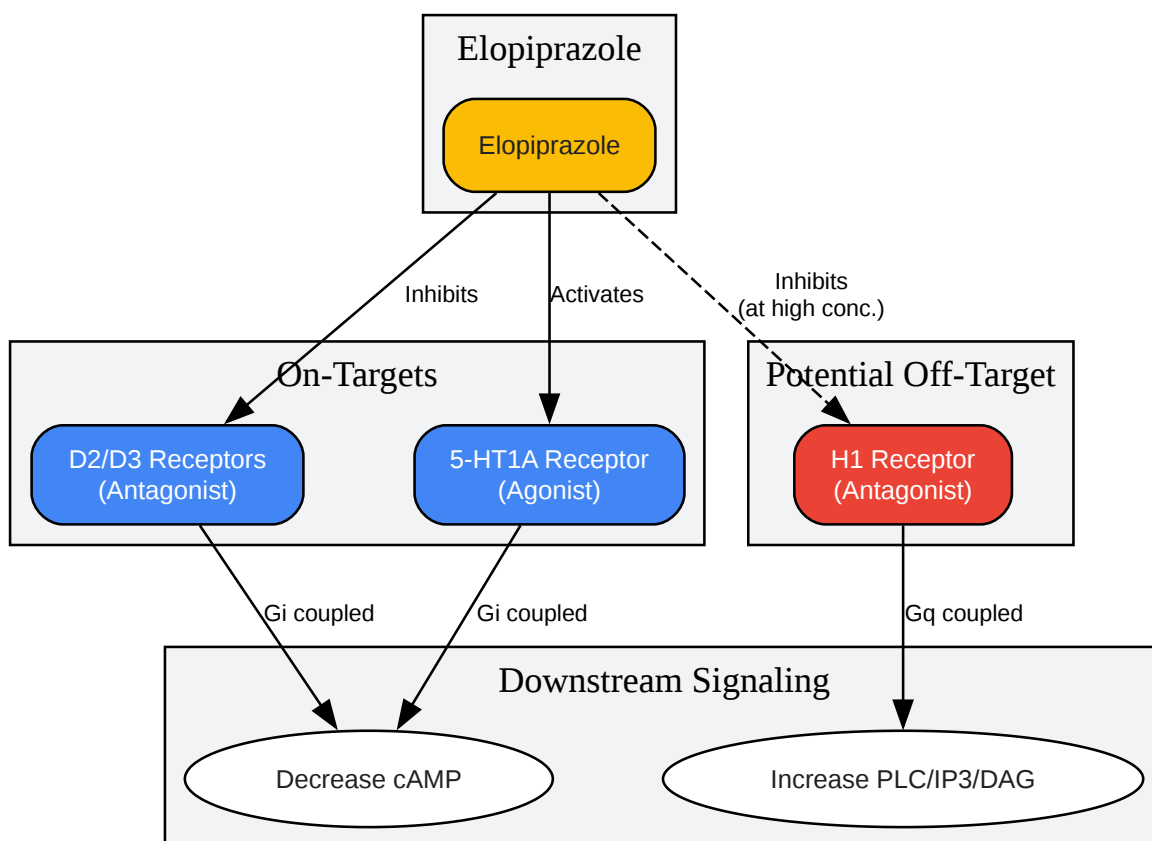 Elopiprazole
Elopiprazole
Inhibits
Activates
Inhibits
(at high conc.)
On-Targets
Potential Off-Target
D2/D3 Receptors
(Antagonist)
5-HT1A Receptor
(Agonist)
H1 Receptor
(Antagonist)
Gi coupled
Gi coupled
Gq coupled
Downstream Signaling
Decrease cAMP
Increase PLC/IP3/DAG